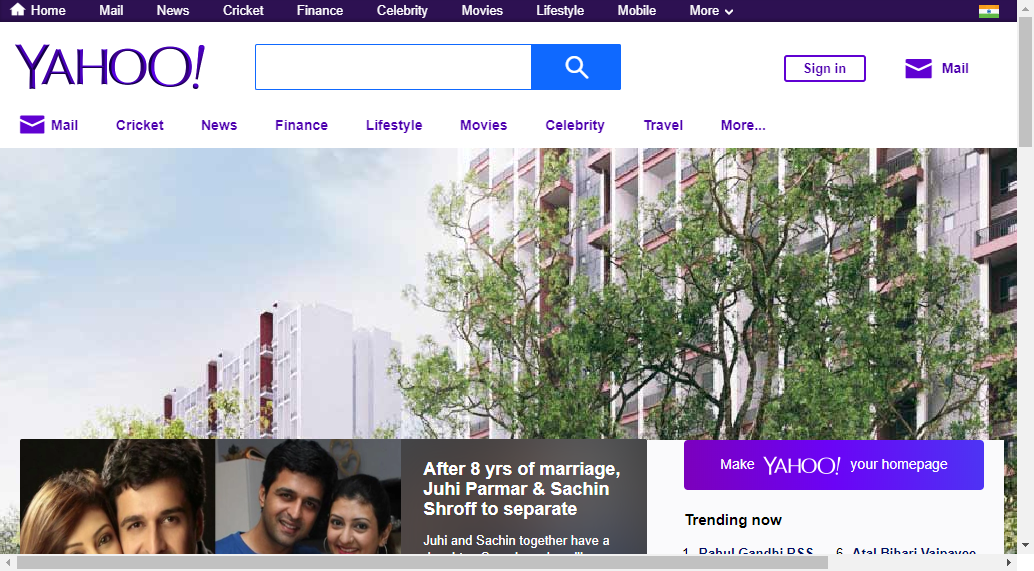 Home Mail News Cricket Finance Celebrity Movies Lifestyle Mobile More
YAHOO! Sign in Mail
Mail Cricket News Finance Lifestyle Movies Celebrity Travel More...
After 8 yrs of marriage,
Juhi Parmar & Sachin
Shroff to separate
Juhi and Sachin together have a
Make YAHOO! your homepage
Trending now
1. Rahul Gandhi RSS 6. Atal Bihari Vajpayee